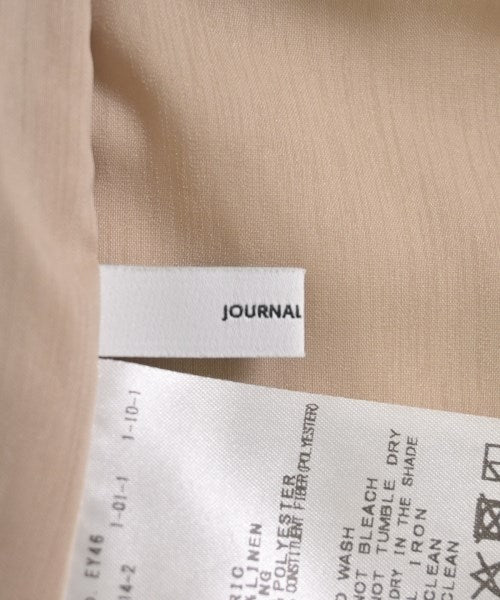 JOURNAL
1-10-1
1-01-1
EY46
14-2
RIC
LINEN
NG
POLYESTER
CONSTITUENT FIBER(POLYESTER)
WASH
NOT BLEACH
NOT TUMBLE DRY
DRY IN THE SHADE
IRON
CLEAN
CLEAN